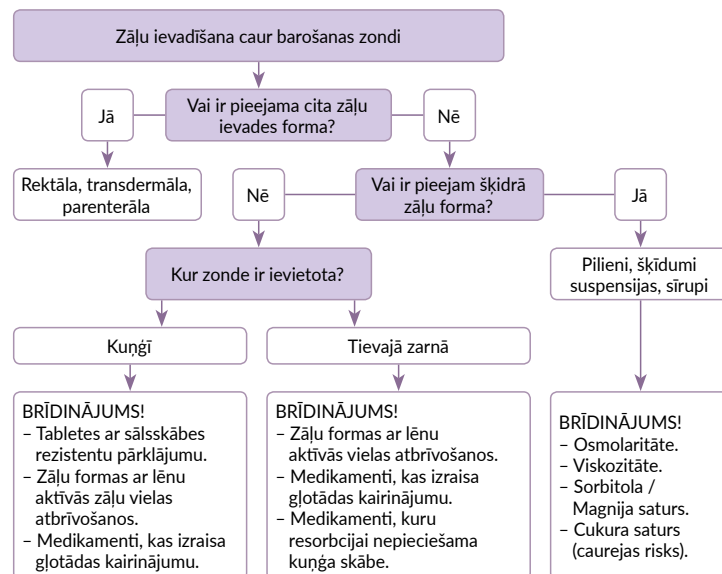 Zāļu ievadīšana caur barošanas zondi
Jā
Vai ir pieejama cita zāļu
ievades forma?
Nē
Rektāla, transdermāla,
parenterāla
Nē
Vai ir pieejam šķidrā
zāļu forma?
Jā
Kur zonde ir ievietota?
Pilieni, šķīdumi
suspensijas, sīrupi
Kuņģī
Tievajā zarnā
BRĪDINĀJUMS!
– Tabletes ar sālsskābes
rezistentu pārklājumu.
– Zāļu formas ar lēnu
aktīvās zāļu vielas
atbrīvošanos.
– Medikamenti, kas izraisa
gļotādas kairinājumu.
BRĪDINĀJUMS!
– Zāļu formas ar lēnu
aktīvās vielas atbrīvošanos.
– Medikamenti, kas izraisa
gļotādas kairinājumu.
– Medikamenti, kuru
resorbcijai nepieciešama
kuņģa skābe.
BRĪDINĀJUMS!
– Osmolaritāte.
– Viskozitāte.
– Sorbitola /
Magnija saturs.
– Cukura saturs
(caurejas risks).